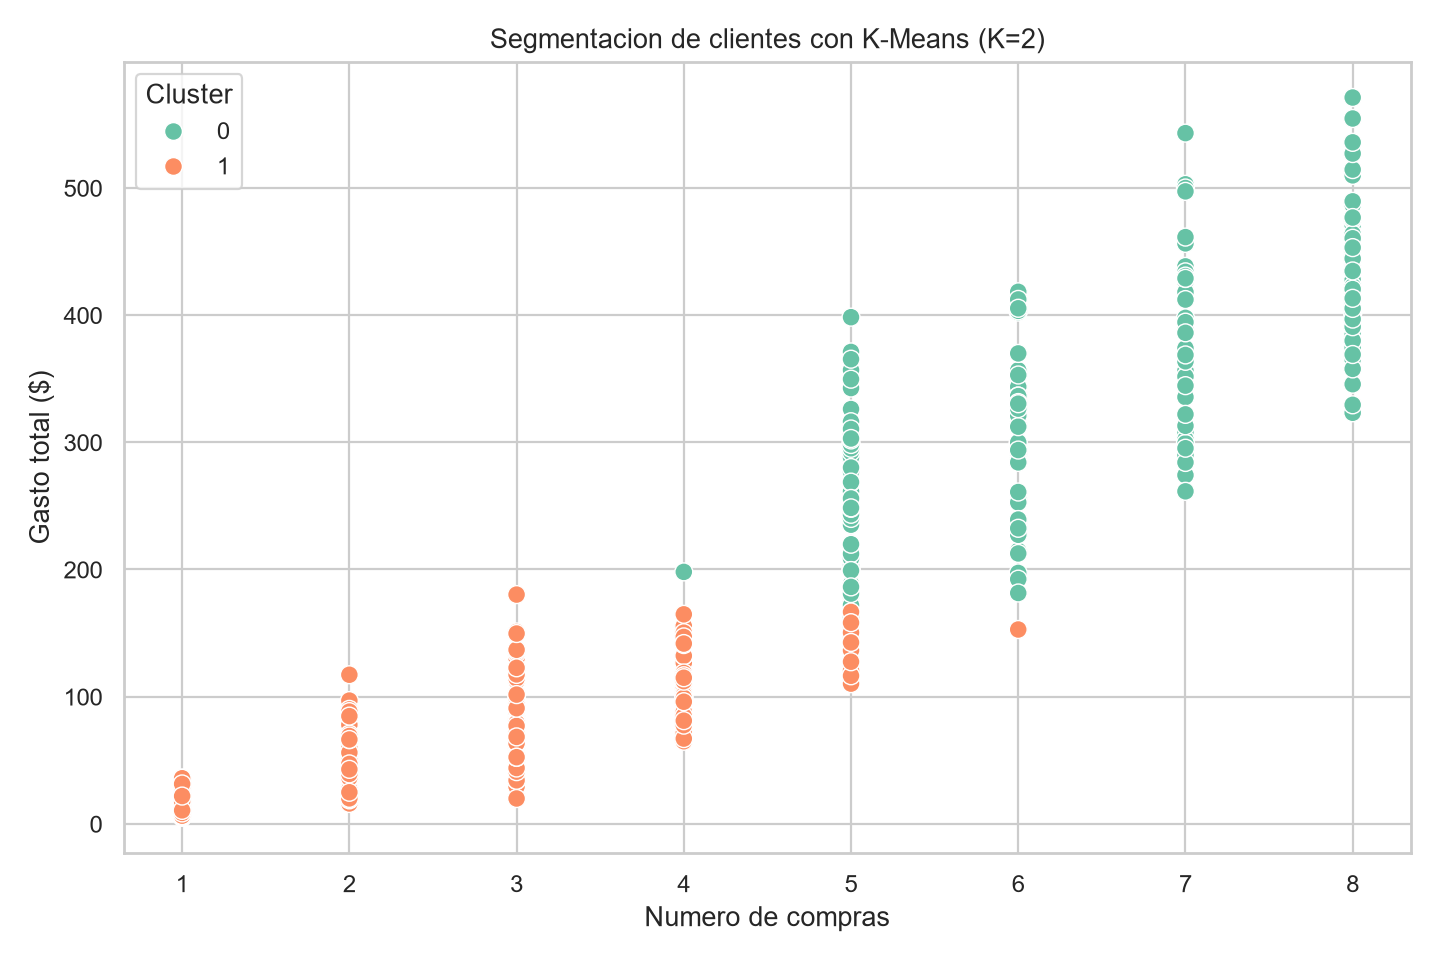 Segmentacion de clientes con K-Means (K=2)
Cluster
0
1
Gasto total ($)
500
400
300
200
100
0
1 2 3 4 5 6 7 8
Numero de compras